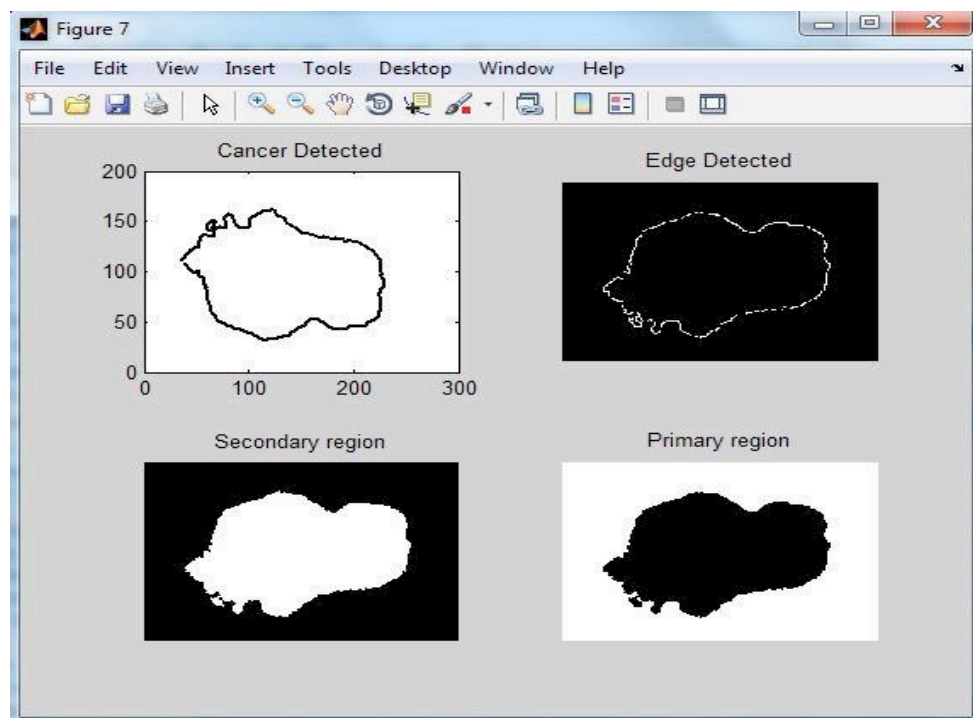 Figure 7
File Edit View Insert Tools Desktop Window Help
Cancer Detected
200
150
100
50
0
0 100 200 300
Edge Detected
Secondary region
Primary region